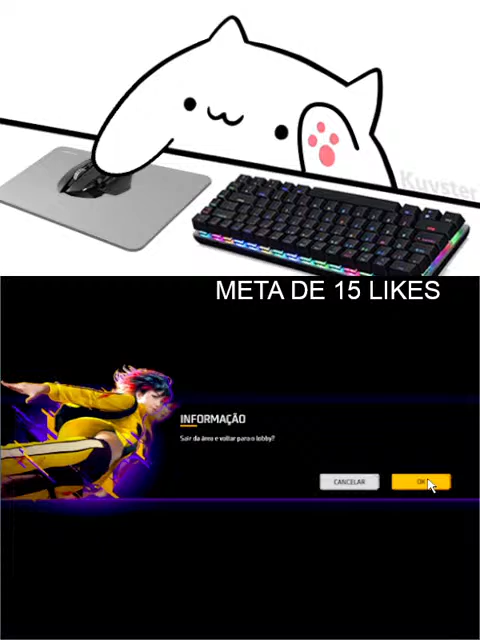 Kuvster
META DE 15 LIKES
INFORMAÇÃO
Sair da área e voltar para o lobby?
CANCELAR
OK